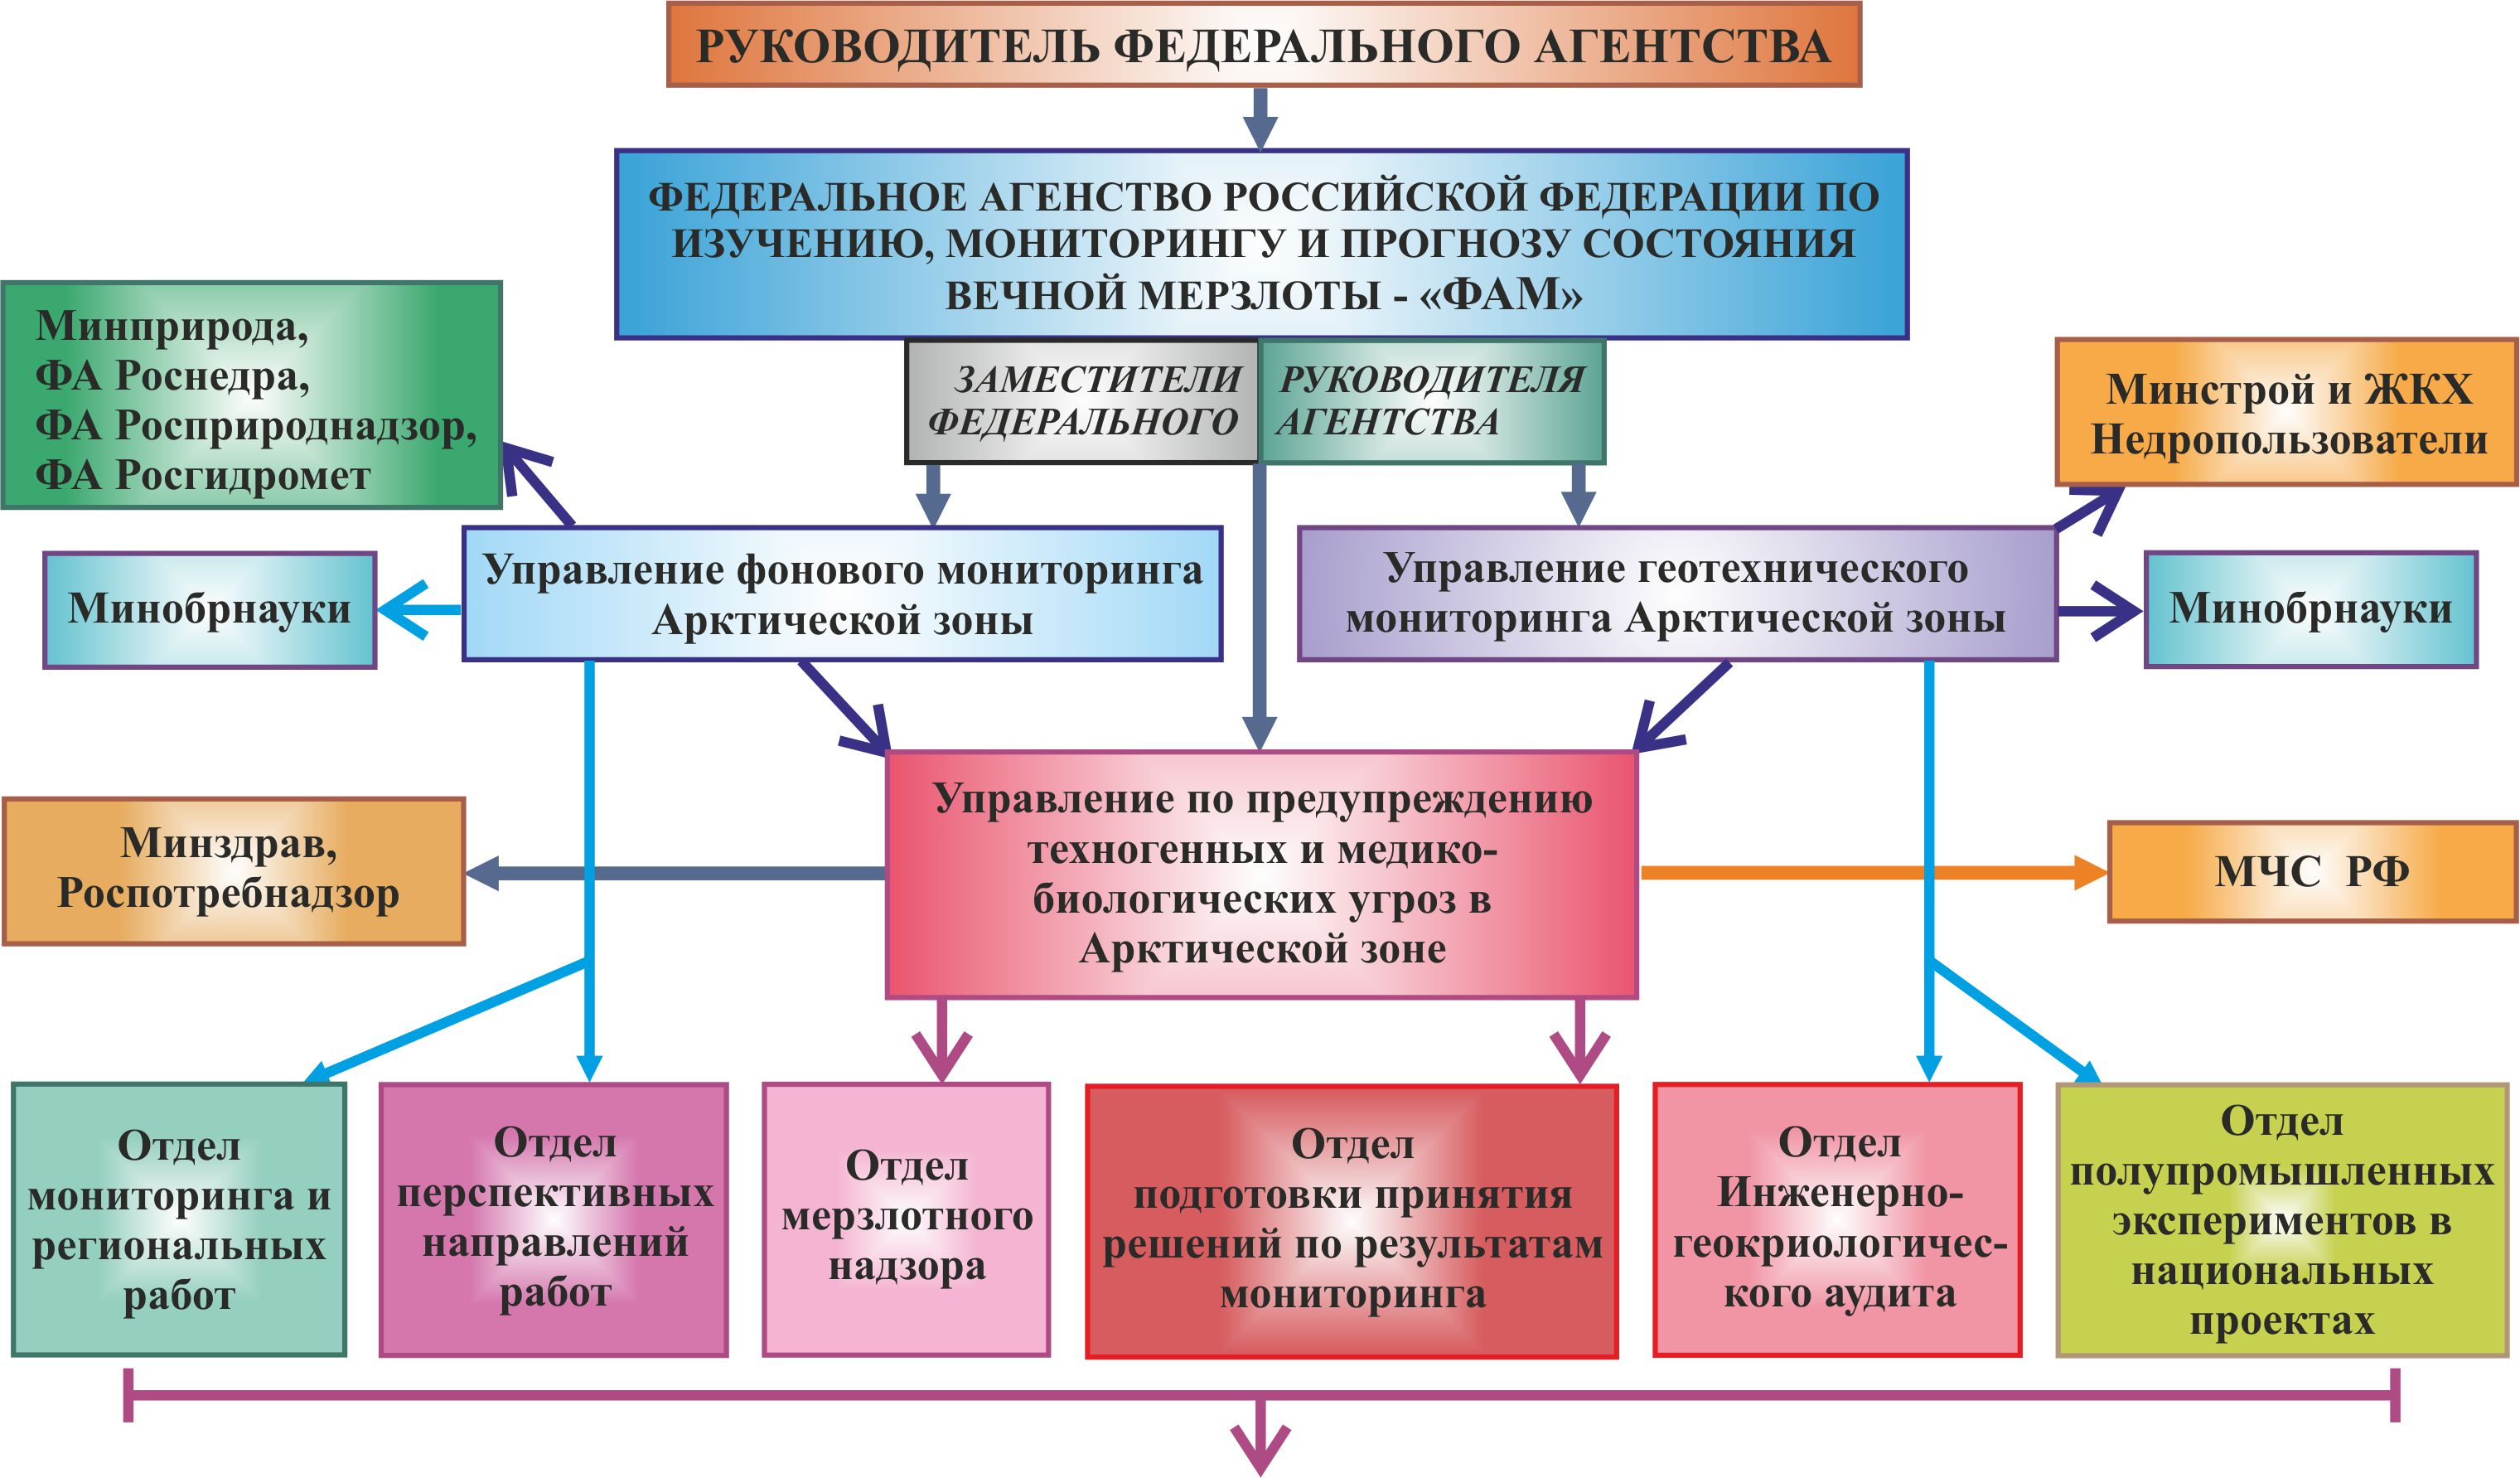 РУКОВОДИТЕЛЬ ФЕДЕРАЛЬНОГО АГЕНТСТВА
ФЕДЕРАЛЬНОЕ АГЕНСТВО РОССИЙСКОЙ ФЕДЕРАЦИИ ПО
ИЗУЧЕНИЮ, МОНИТОРИНГУ И ПРОГНОЗУ СОСТОЯНИЯ
ВЕЧНОЙ МЕРЗЛОТЫ - «ФАМ»
ЗАМЕСТИТЕЛИ РУКОВОДИТЕЛЯ
ФЕДЕРАЛЬНОГО АГЕНТСТВА
Минприрода,
ФА Роснедра,
ФА Росприроднадзор,
ФА Росгидромет
Минстрой и ЖКХ
Недропользователи
Минобрнауки
Управление фонового мониторинга
Арктической зоны
Управление геотехнического
мониторинга Арктической зоны
Минобрнауки
Минздрав,
Роспотребнадзор
Управление по предупреждению
техногенных и медико-
биологических угроз в
Арктической зоне
МЧС РФ
Отдел
мониторинга и
региональных
работ
Отдел
перспективных
направлений
работ
Отдел
мерзлотного
надзора
Отдел
подготовки принятия
решений по результатам
мониторинга
Отдел
Инженерно-
геокриологичес-
кого аудита
Отдел
полупромышленных
экспериментов в
национальных
проектах